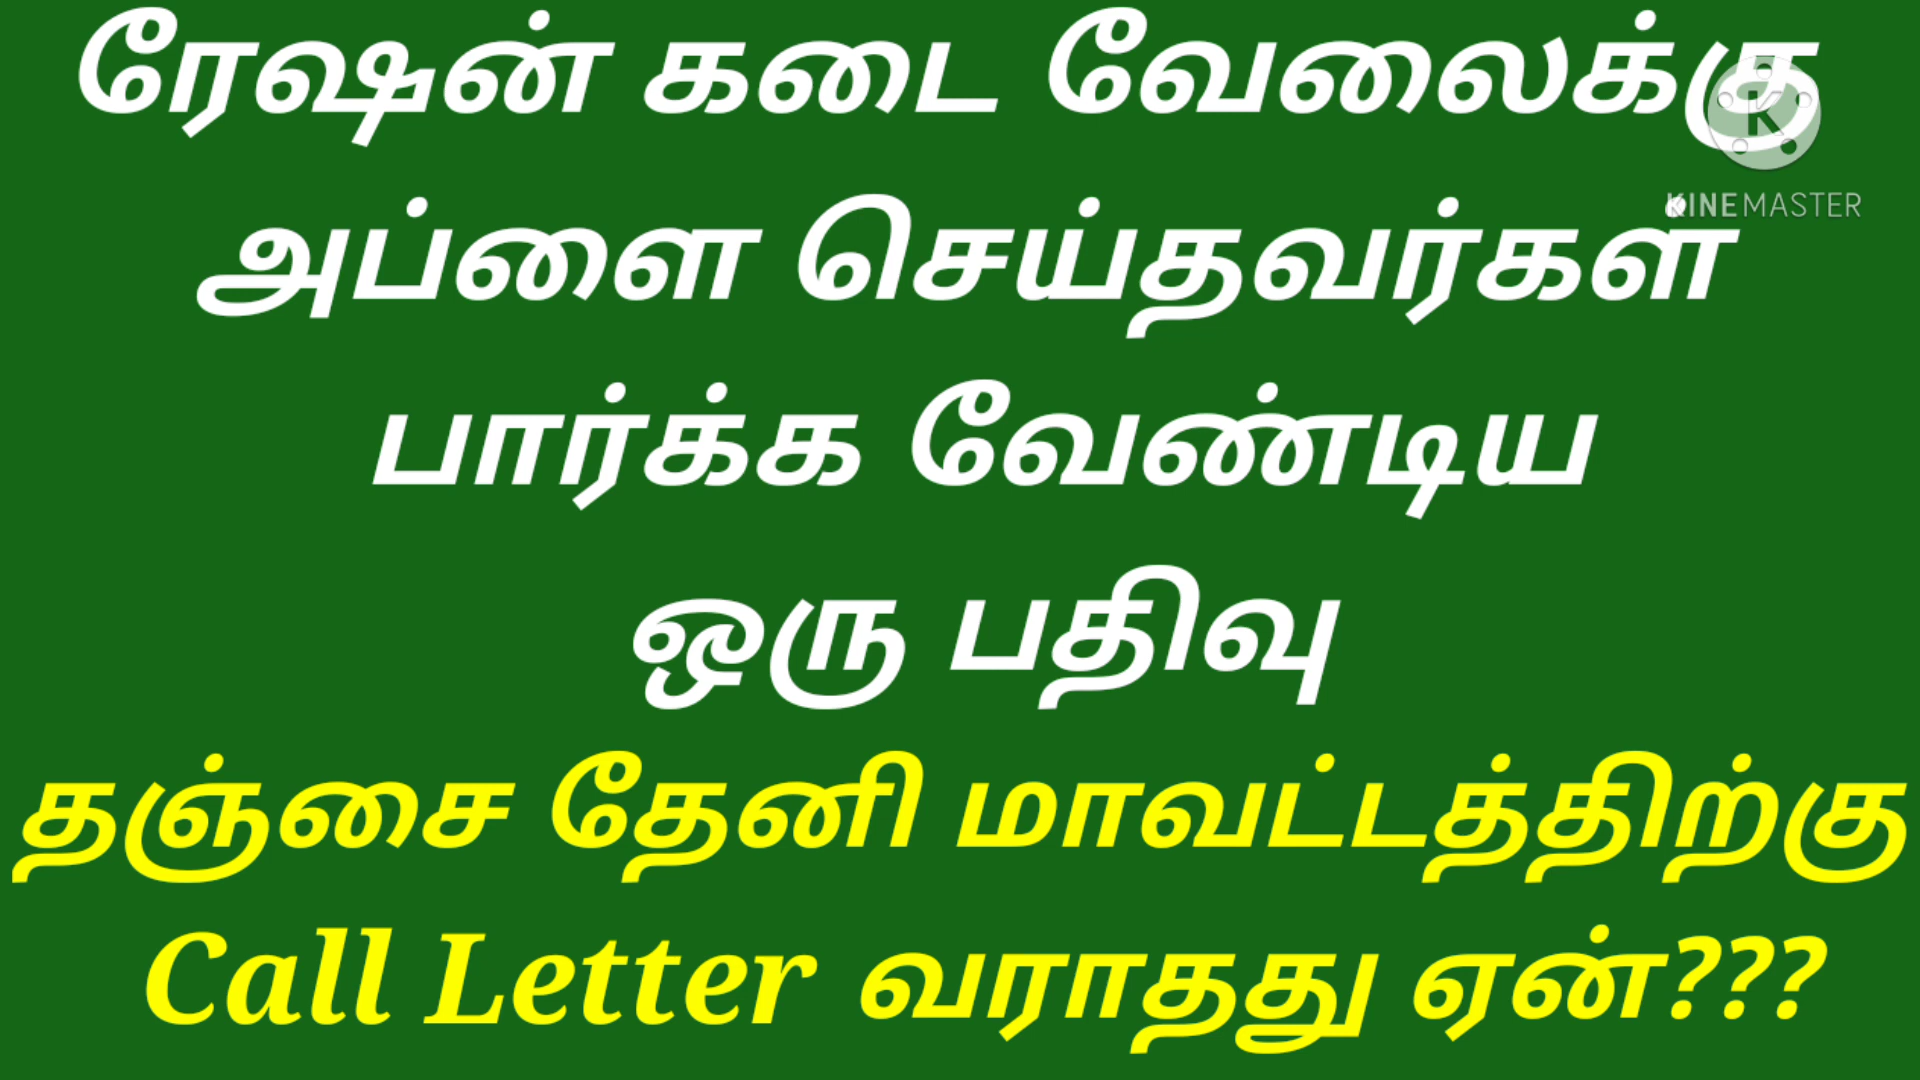 ரேஷன் கடை வேலைக்கு
அப்ளை செய்தவர்கள்
பார்க்க வேண்டிய
ஒரு பதிவு
தஞ்சை தேனி மாவட்டத்திற்கு
Call Letter வராதது ஏன்???
K
KINEMASTER